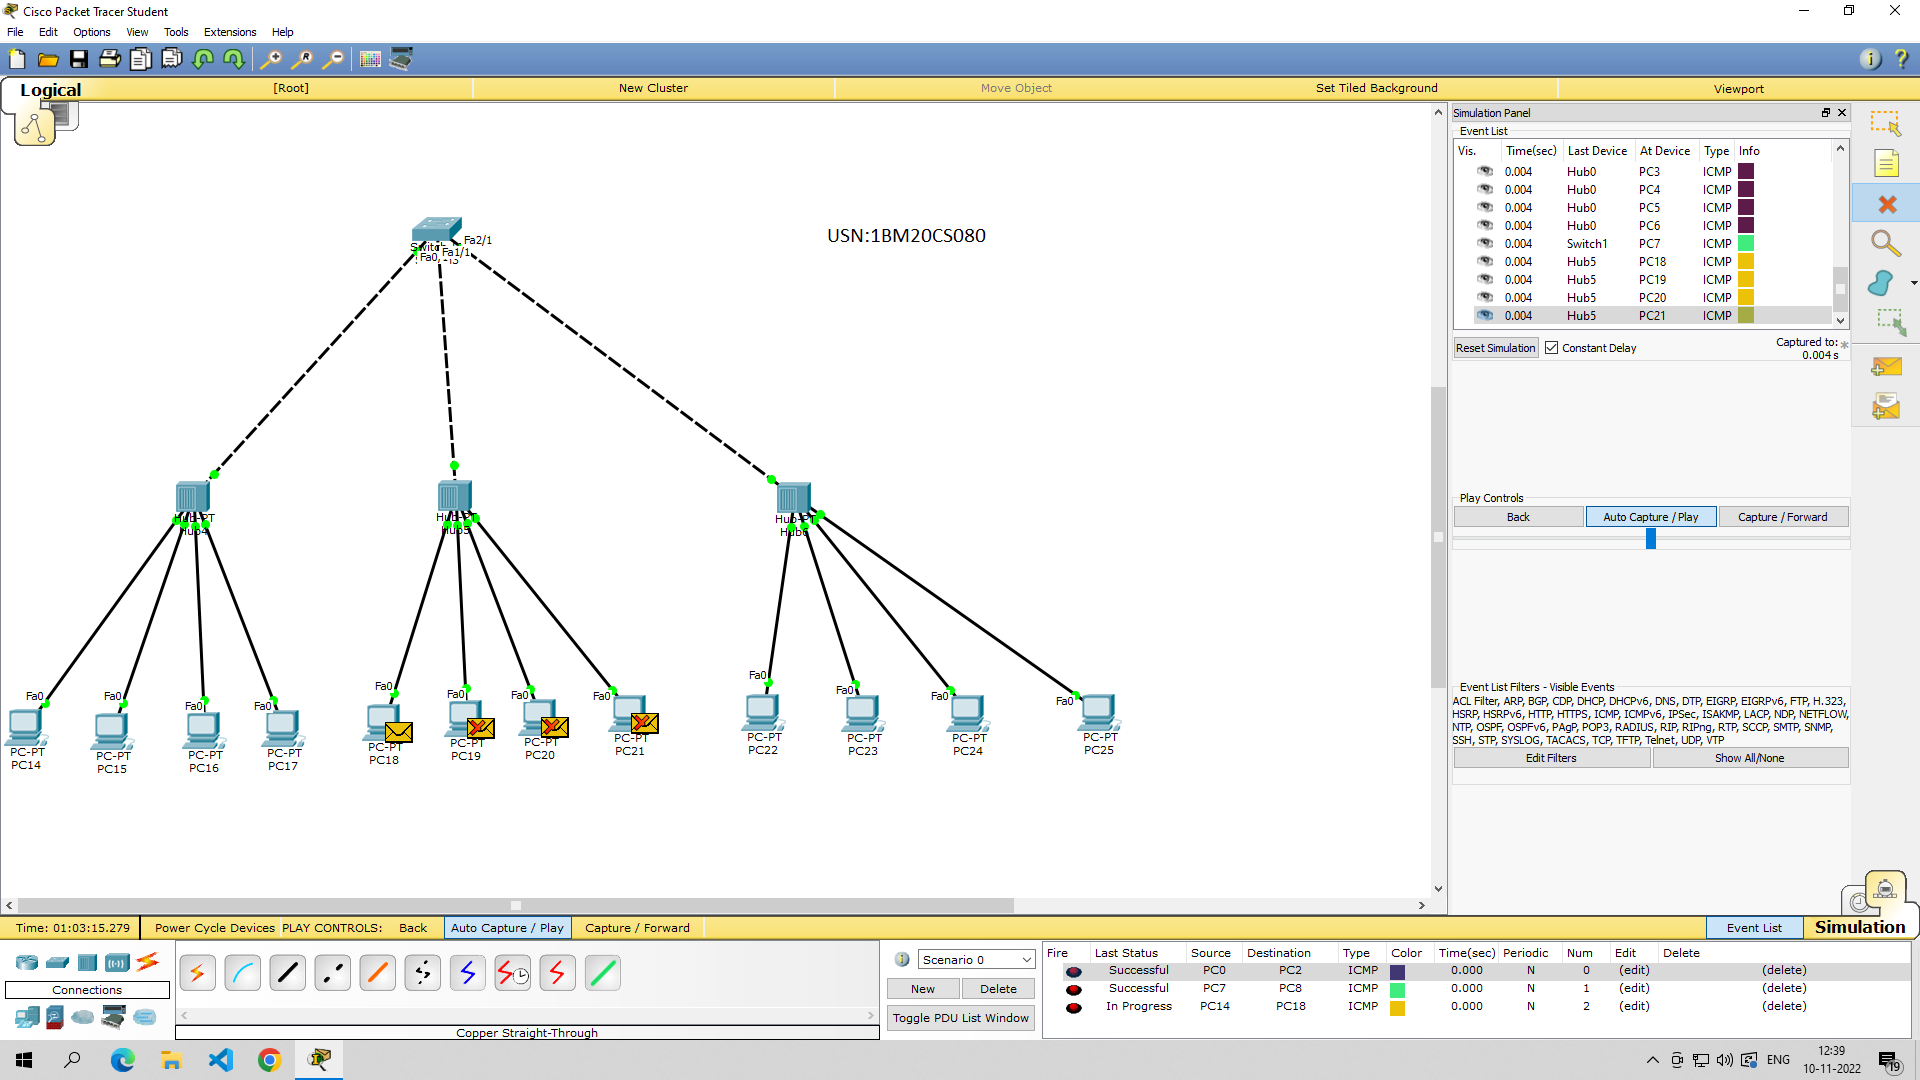 Cisco Packet Tracer Student
File Edit Options View Tools Extensions Help
Logical [Root] New Cluster Move Object Set Tiled Background Viewport
Simulation Panel
Event List
Vis. Time(sec) Last Device At Device Type Info
0.004 Hub0 PC3 ICMP
0.004 Hub0 PC4 ICMP
0.004 Hub0 PC5 ICMP
0.004 Hub0 PC6 ICMP
0.004 Switch1 PC7 ICMP
0.004 Hub5 PC18 ICMP
0.004 Hub5 PC19 ICMP
0.004 Hub5 PC20 ICMP
0.004 Hub5 PC21 ICMP
Reset Simulation Constant Delay Captured to:
0.004 s
USN:1BM20CS080
Fa2/1
Fa1/1
Hub-PT
Hub4
Hub-PT
Hub5
Hub-PT
Hub6
Play Controls
Back Auto Capture / Play Capture / Forward
Fa0 Fa0 Fa0 Fa0 Fa0 Fa0 Fa0 Fa0 Fa0 Fa0 Fa0 Fa0
PC-PT
PC14
PC-PT
PC15
PC-PT
PC16
PC-PT
PC17
PC-PT
PC18
PC-PT
PC19
PC-PT
PC20
PC-PT
PC21
PC-PT
PC22
PC-PT
PC23
PC-PT
PC24
PC-PT
PC25
Event List Filters - Visible Events
ACL Filter, ARP, BGP, CDP, DHCP, DHCPv6, DNS, DTP, EIGRP, EIGRPv6, FTP, H.323,
HSRP, HSRPv6, HTTP, HTTPS, ICMP, ICMPv6, IPSec, ISAKMP, LACP, NDP, NETFLOW,
NTP, OSPF, OSPFv6, PAgP, POP3, RADIUS, RIP, RIPng, RTP, SCCP, SMTP, SNMP,
SSH, STP, SYSLOG, TACACS, TCP, TFTP, Telnet, UDP, VTP
Edit Filters Show All/None
Time: 01:03:15.279 Power Cycle Devices PLAY CONTROLS: Back Auto Capture / Play Capture / Forward Event List Simulation
Connections
Copper Straight-Through
Scenario 0
New Delete
Toggle PDU List Window
Fire Last Status Source Destination Type Color Time(sec) Periodic Num Edit Delete
Successful PC0 PC2 ICMP 0.000 N 0 (edit) (delete)
Successful PC7 PC8 ICMP 0.000 N 1 (edit) (delete)
In Progress PC14 PC18 ICMP 0.000 N 2 (edit) (delete)
ENG
12:39
10-11-2022
19